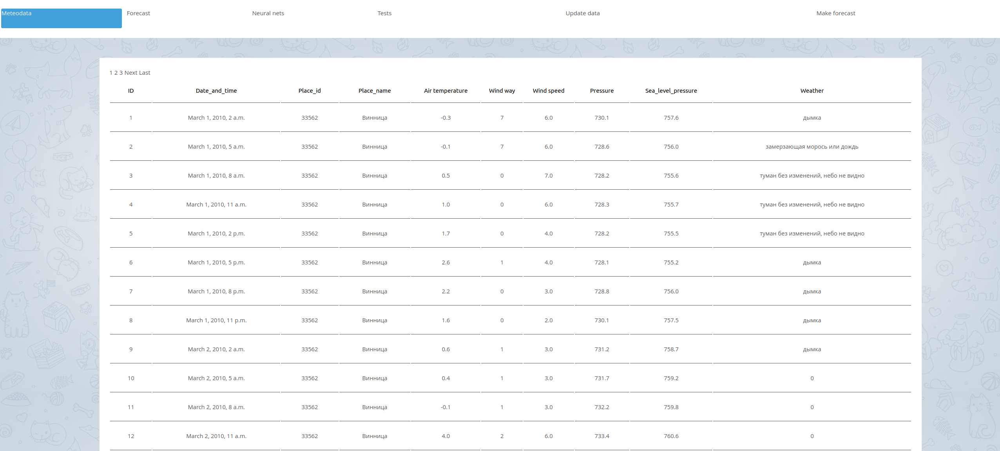 Meteodata Forecast Neural nets Tests Update data Make forecast
1 2 3 Next Last
ID Date_and_time Place_id Place_name Air temperature Wind way Wind speed Pressure Sea_level_pressure Weather
1 March 1, 2010, 2 a.m. 33562 Винница -0.3 7 6.0 730.1 757.6 дымка
2 March 1, 2010, 5 a.m. 33562 Винница -0.1 7 6.0 728.6 756.0 замерзающая морось или дождь
3 March 1, 2010, 8 a.m. 33562 Винница 0.5 0 7.0 728.2 755.6 туман без изменений, небо не видно
4 March 1, 2010, 11 a.m. 33562 Винница 1.0 0 6.0 728.3 755.7 туман без изменений, небо не видно
5 March 1, 2010, 2 p.m. 33562 Винница 1.7 0 4.0 728.2 755.5 туман без изменений, небо не видно
6 March 1, 2010, 5 p.m. 33562 Винница 2.6 1 4.0 728.1 755.2 дымка
7 March 1, 2010, 8 p.m. 33562 Винница 2.2 0 3.0 728.8 756.0 дымка
8 March 1, 2010, 11 p.m. 33562 Винница 1.6 0 2.0 730.1 757.5 дымка
9 March 2, 2010, 2 a.m. 33562 Винница 0.6 1 3.0 731.2 758.7 дымка
10 March 2, 2010, 5 a.m. 33562 Винница 0.4 1 3.0 731.7 759.2 0
11 March 2, 2010, 8 a.m. 33562 Винница -0.1 1 3.0 732.2 759.8 0
12 March 2, 2010, 11 a.m. 33562 Винница 4.0 2 6.0 733.4 760.6 0